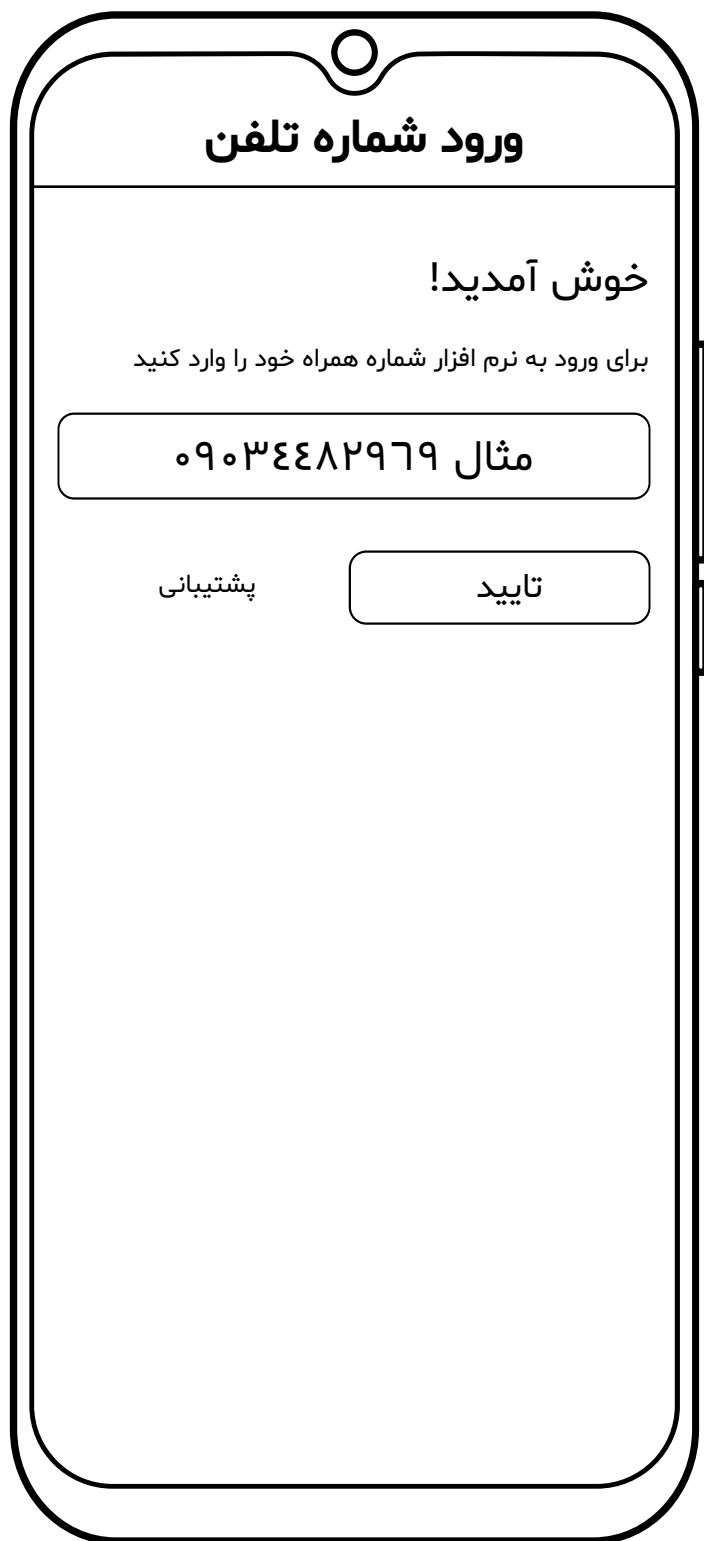 ورود شماره تلفن
خوش آمدید!
برای ورود به نرم افزار شماره همراه خود را وارد کنید
مثال ۰۹۰۳٤٤۸۲۹٦۹
تایید
پشتیبانی